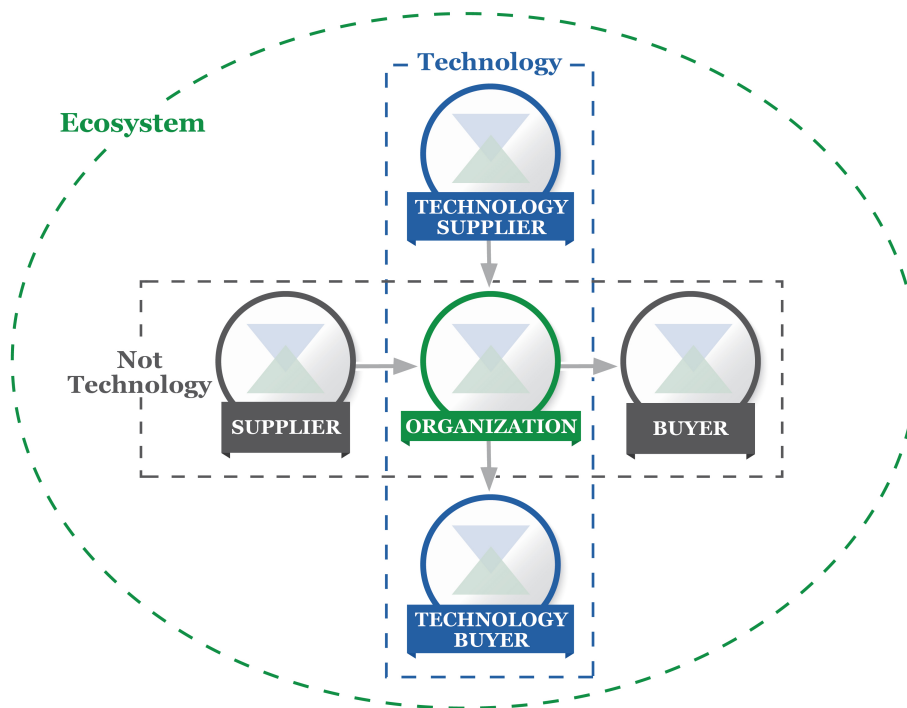 Technology
Ecosystem
TECHNOLOGY
SUPPLIER
Not
Technology
SUPPLIER
ORGANIZATION
BUYER
TECHNOLOGY
BUYER